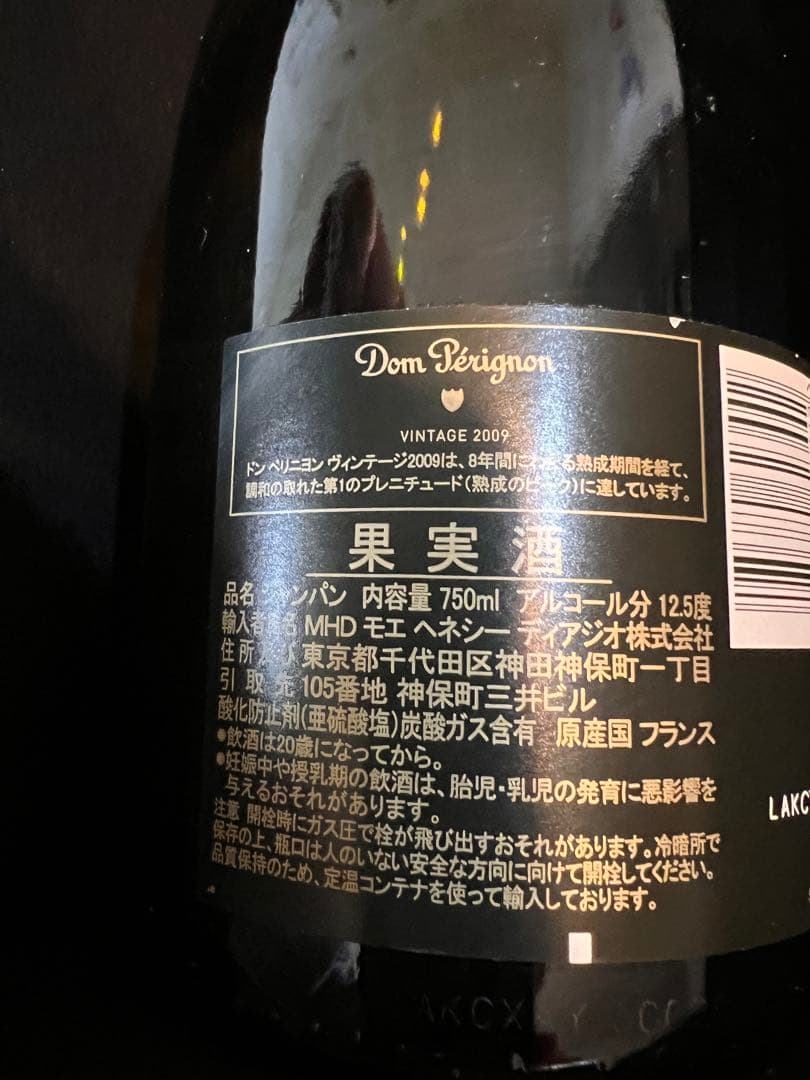 Dom Pérignon
VINTAGE 2009
ドン ペリニヨン ヴィンテージ2009は、8年間にわたる熟成期間を経て、
調和の取れた第1のプレニチュード(熟成のピーク)に達しています。
果実酒
品名 シャンパン 内容量 750ml アルコール分 12.5度
輸入者 名 MHD モエ ヘネシー ディアジオ株式会社
住所 び 東京都千代田区神田神保町一丁目
引取先 105番地 神保町三井ビル
酸化防止剤(亜硫酸塩)炭酸ガス含有 原産国 フランス
●飲酒は20歳になってから。
●妊娠中や授乳期の飲酒は、胎児・乳児の発育に悪影響を
与えるおそれがあります。
注意 開栓時にガス圧で栓が飛び出すおそれがあります。冷暗所で
保存の上、瓶口は人のいない安全な方向に向けて開栓してください。
品質保持のため、定温コンテナを使って輸入しております。